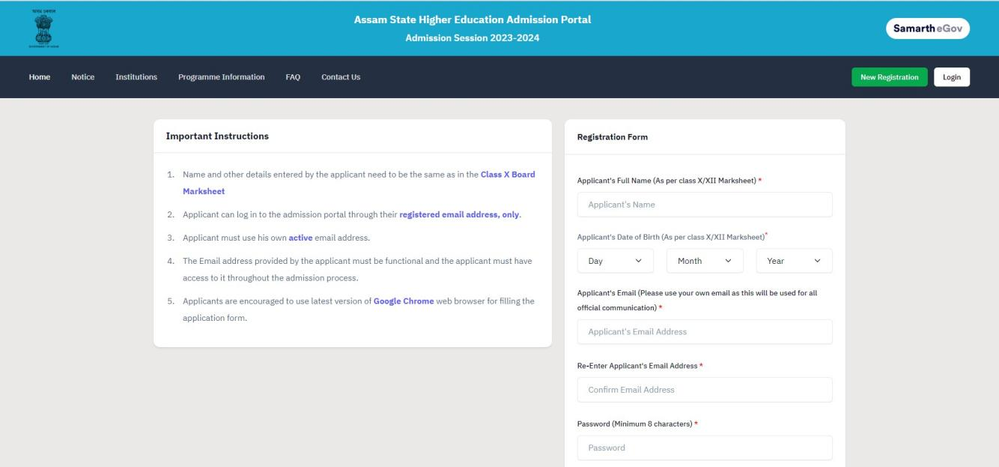 অসম চৰকাৰ
GOVERNMENT OF ASSAM
Assam State Higher Education Admission Portal
Admission Session 2023-2024
Samarth eGov
Home Notice Institutions Programme Information FAQ Contact Us New Registration Login
Important Instructions
1. Name and other details entered by the applicant need to be the same as in the Class X Board
Marksheet
2. Applicant can log in to the admission portal through their registered email address, only.
3. Applicant must use his own active email address.
4. The Email address provided by the applicant must be functional and the applicant must have
access to it throughout the admission process.
5. Applicants are encouraged to use latest version of Google Chrome web browser for filling the
application form.
Registration Form
Applicant's Full Name (As per class X/XII Marksheet) *
Applicant's Name
Applicant's Date of Birth (As per class X/XII Marksheet)*
Day Month Year
Applicant's Email (Please use your own email as this will be used for all
official communication) *
Applicant's Email Address
Re-Enter Applicant's Email Address *
Confirm Email Address
Password (Minimum 8 characters) *
Password